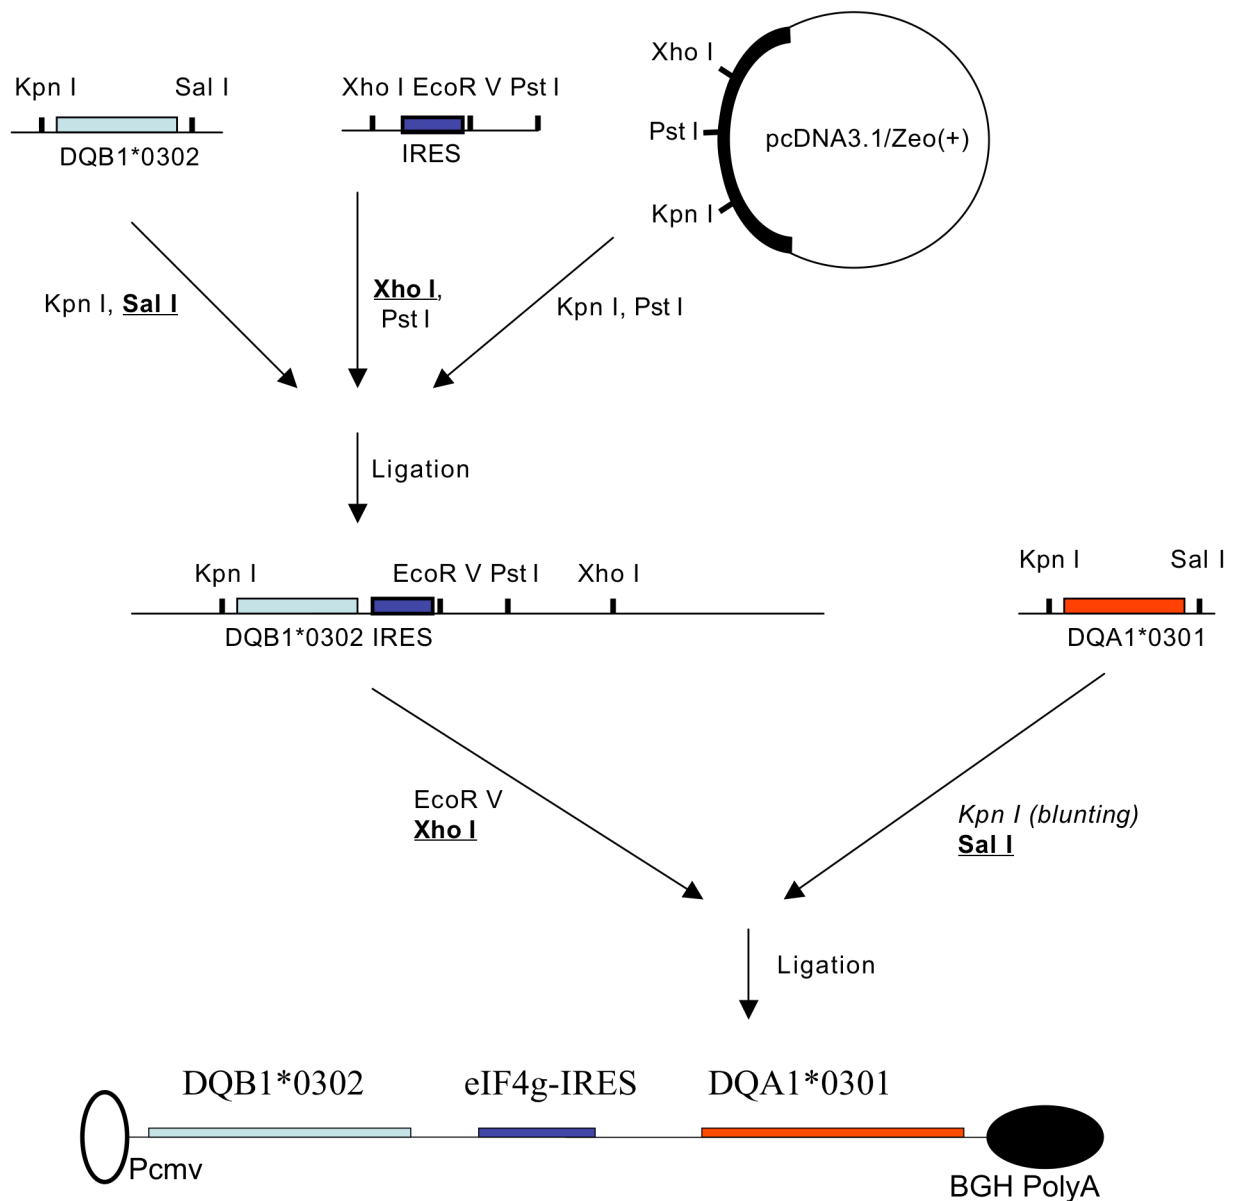 Xho I
Kpn I
Sal I
Xho I EcoR V Pst I
Pst I
pcDNA3.1/Zeo(+)
DQB1*0302
IRES
Kpn I
Kpn I, Sal I
Xho I,
Pst I
Kpn I, Pst I
Ligation
Kpn I
EcoR V Pst I
Xho I
Kpn I
Sal I
DQB1*0302 IRES
DQA1*0301
EcoR V
Xho I
Kpn I (blunting)
Sal I
Ligation
DQB1*0302
eIF4g-IRES
DQA1*0301
Pcmv
BGH PolyA